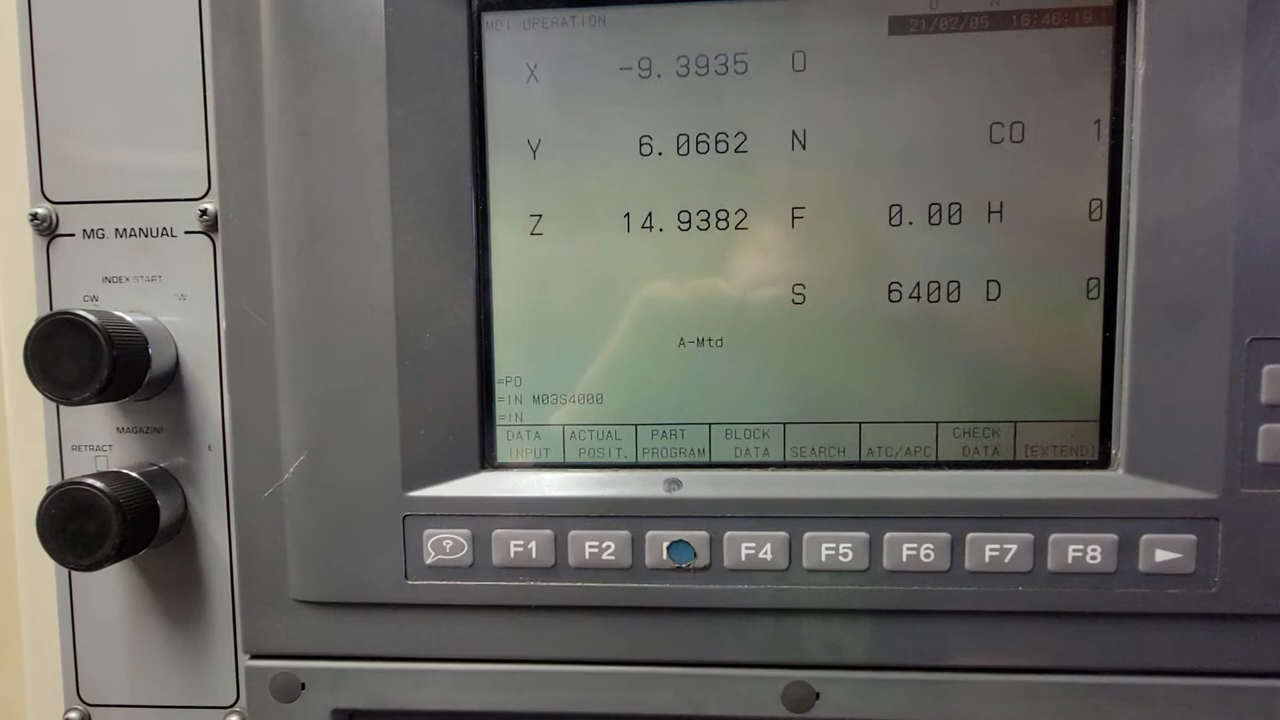 MDI OPERATION
21/02/05 16:46:19
X -9.3935 O
Y 6.0662 N CO 1
Z 14.9382 F 0.00 H 0
S 6400 D 0
A-Mtd
=PO
=IN M03S4000
=IN
DATA INPUT
ACTUAL POSIT.
PART PROGRAM
BLOCK DATA
SEARCH
ATC/APC
CHECK DATA
[EXTEND]
?
F1 F2 F4 F5 F6 F7 F8
MG. MANUAL
INDEX START
CW
RETRACT